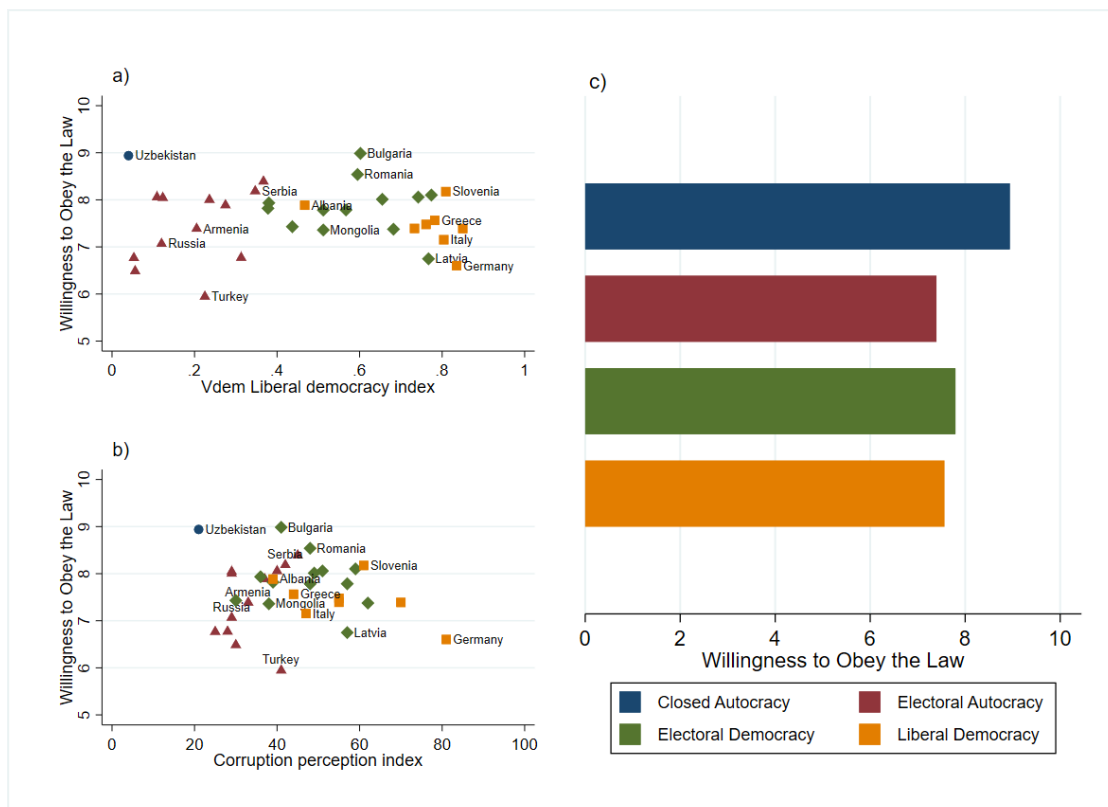 a)
Willingness to Obey the Law
10
9
8
7
6
5
Uzbekistan
Bulgaria
Romania
Serbia
Slovenia
Albania
Greece
Armenia
Mongolia
Russia
Italy
Latvia
Germany
Turkey
0 .2 .4 .6 .8 1
Vdem Liberal democracy index
b)
Willingness to Obey the Law
10
9
8
7
6
5
Uzbekistan
Bulgaria
Romania
Serbia
Slovenia
Albania
Armenia
Greece
Russia
Mongolia
Italy
Latvia
Germany
Turkey
0 20 40 60 80 100
Corruption perception index
c)
0 2 4 6 8 10
Willingness to Obey the Law
Closed Autocracy
Electoral Autocracy
Electoral Democracy
Liberal Democracy